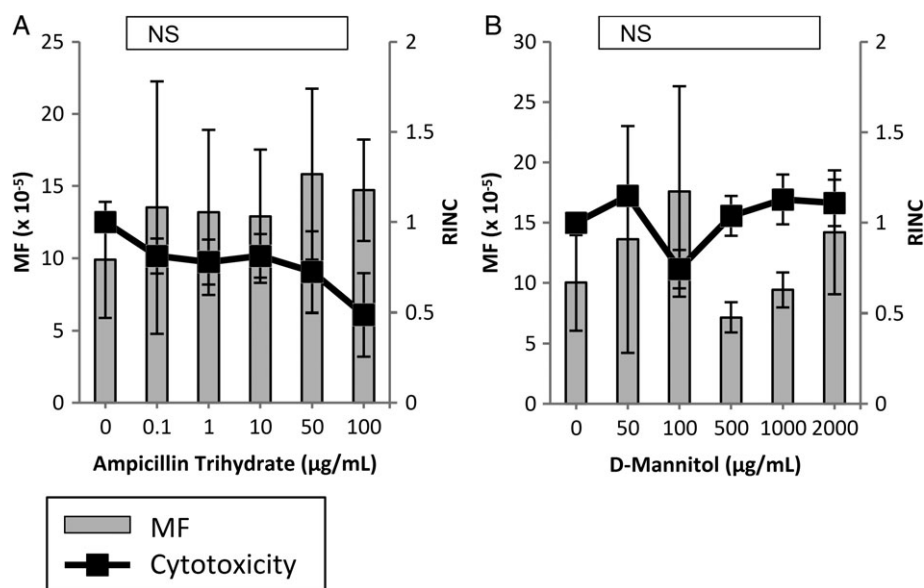 A
NS
25
20
15
10
5
0
MF (x 10⁻⁵)
2
1.5
1
0.5
0
RINC
0 0.1 1 10 50 100
Ampicillin Trihydrate (µg/mL)
B
NS
30
25
20
15
10
5
0
MF (x 10⁻⁵)
2
1.5
1
0.5
0
RINC
0 50 100 500 1000 2000
D-Mannitol (µg/mL)
MF
Cytotoxicity